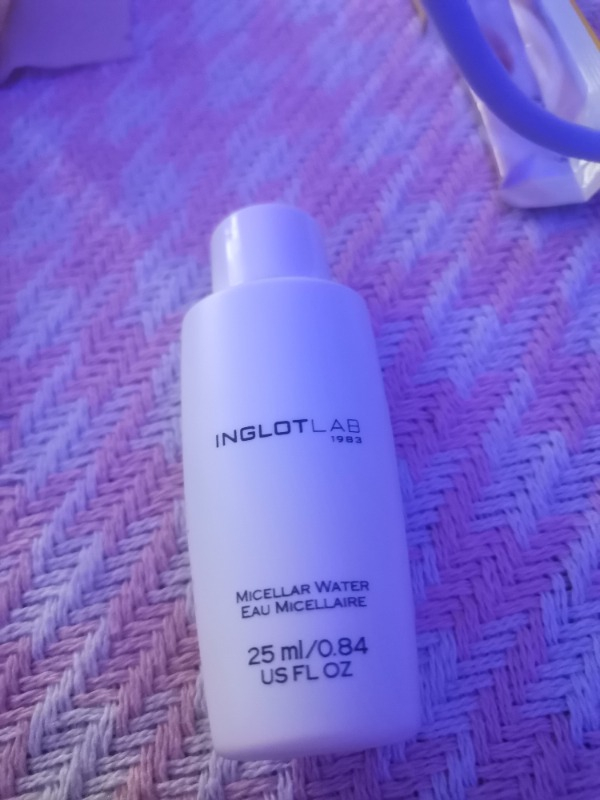 INGLOTLAB
1983
MICELLAR WATER
EAU MICELLAIRE
25 ml/0.84
US FL OZ